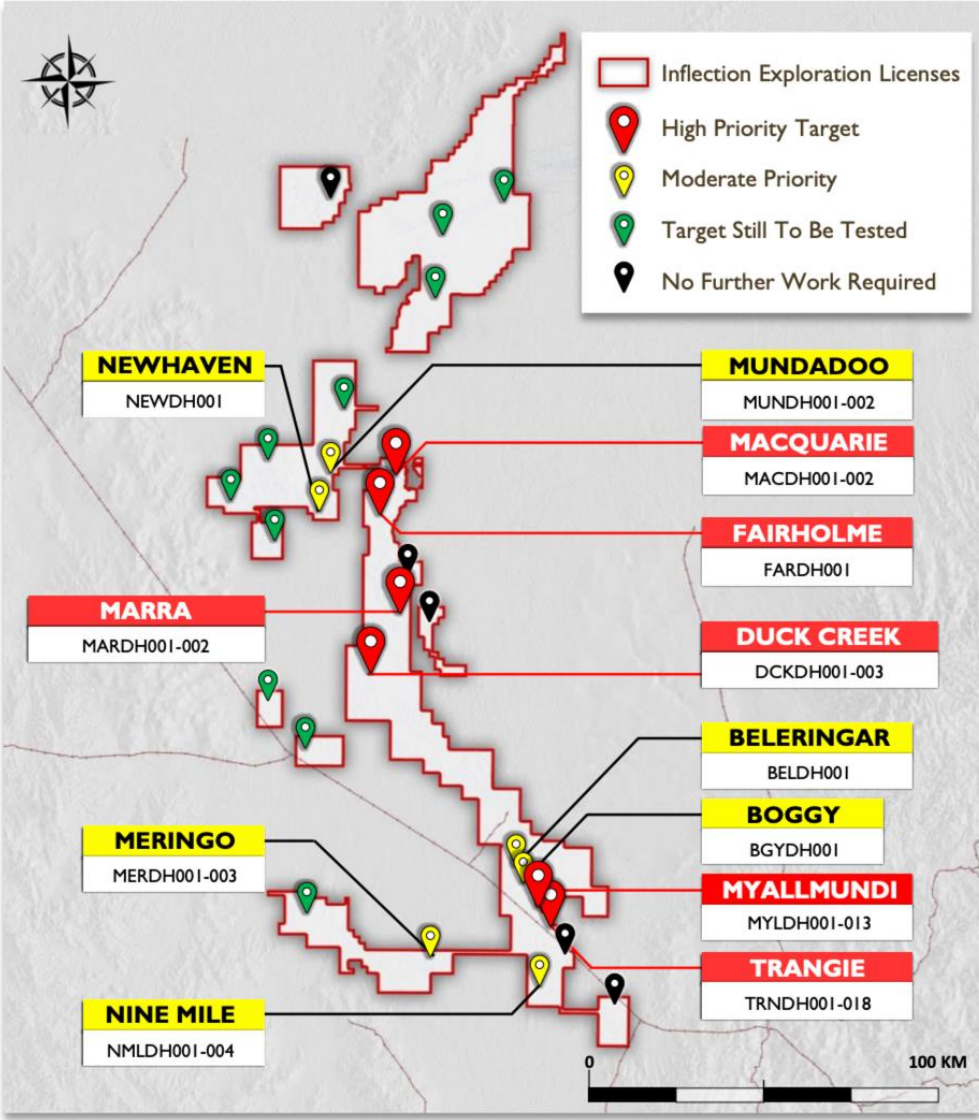 Inflection Exploration Licenses
High Priority Target
Moderate Priority
Target Still To Be Tested
No Further Work Required
NEWHAVEN
NEWDH001
MUNDADOO
MUNDH001-002
MACQUARIE
MACDH001-002
FAIRHOLME
FARDH001
MARRA
MARDH001-002
DUCK CREEK
DCKDH001-003
BELERINGAR
BELDH001
BOGGY
BGYDH001
MERINGO
MERDH001-003
MYALLMUNDI
MYLDH001-013
TRANGIE
TRNDH001-018
NINE MILE
NMLDH001-004
0 100 KM